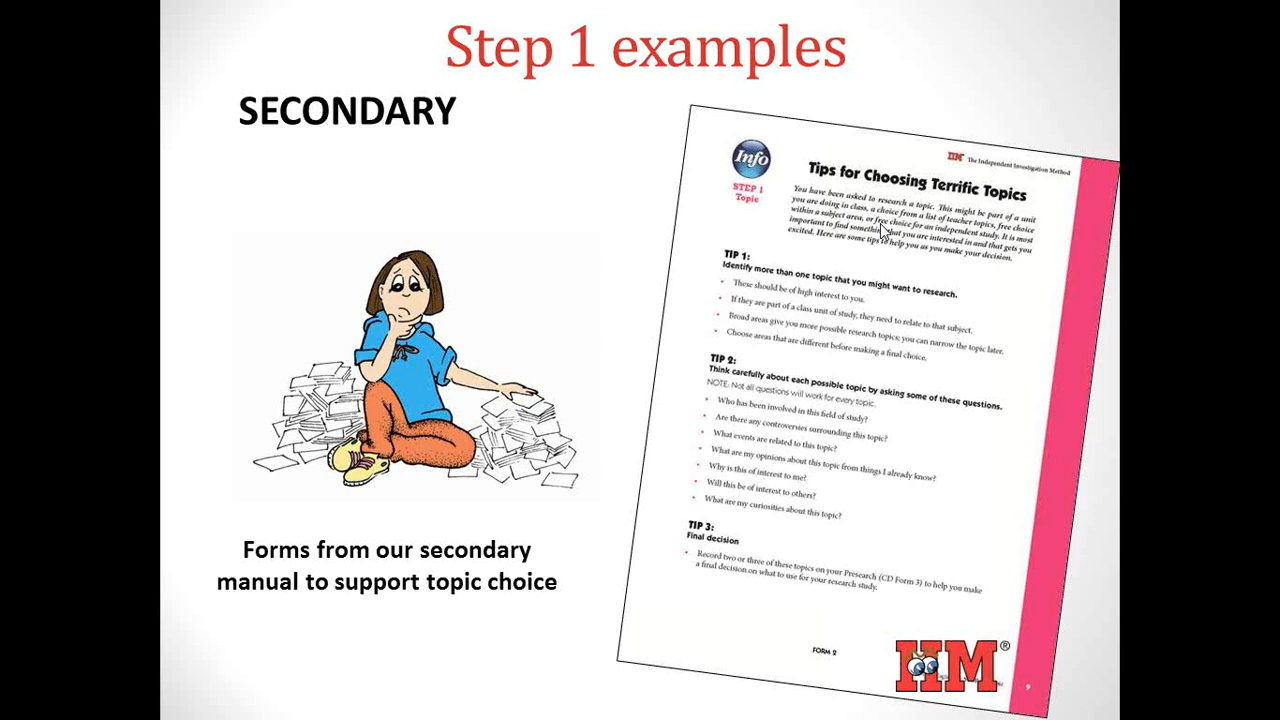 Step 1 examples
SECONDARY
Forms from our secondary
manual to support topic choice
Info
STEP 1
Topic
IIM The Independent Investigation Method
Tips for Choosing Terrific Topics
You have been asked to research a topic. This might be part of a unit
you are doing in class, a choice from a list of teacher topics, free choice
within a subject area, or free choice for an independent study. It is most
important to find something that you are interested in and that gets you
excited. Here are some tips to help you as you make your decision.
TIP 1:
Identify more than one topic that you might want to research.
• These should be of high interest to you.
• If they are part of a class unit of study, they need to relate to that subject.
• Broad areas give you more possible research topics; you can narrow the topic later.
• Choose areas that are different before making a final choice.
TIP 2:
Think carefully about each possible topic by asking some of these questions.
NOTE: Not all questions will work for every topic.
• Who has been involved in this field of study?
• Are there any controversies surrounding this topic?
• What events are related to this topic?
• What are my opinions about this topic from things I already know?
• Why is this of interest to me?
• Will this be of interest to others?
• What are my curiosities about this topic?
TIP 3:
Final decision
• Record two or three of these topics on your Presearch (CD Form 3) to help you make
a final decision on what to use for your research study.
FORM 2
IIM®
9